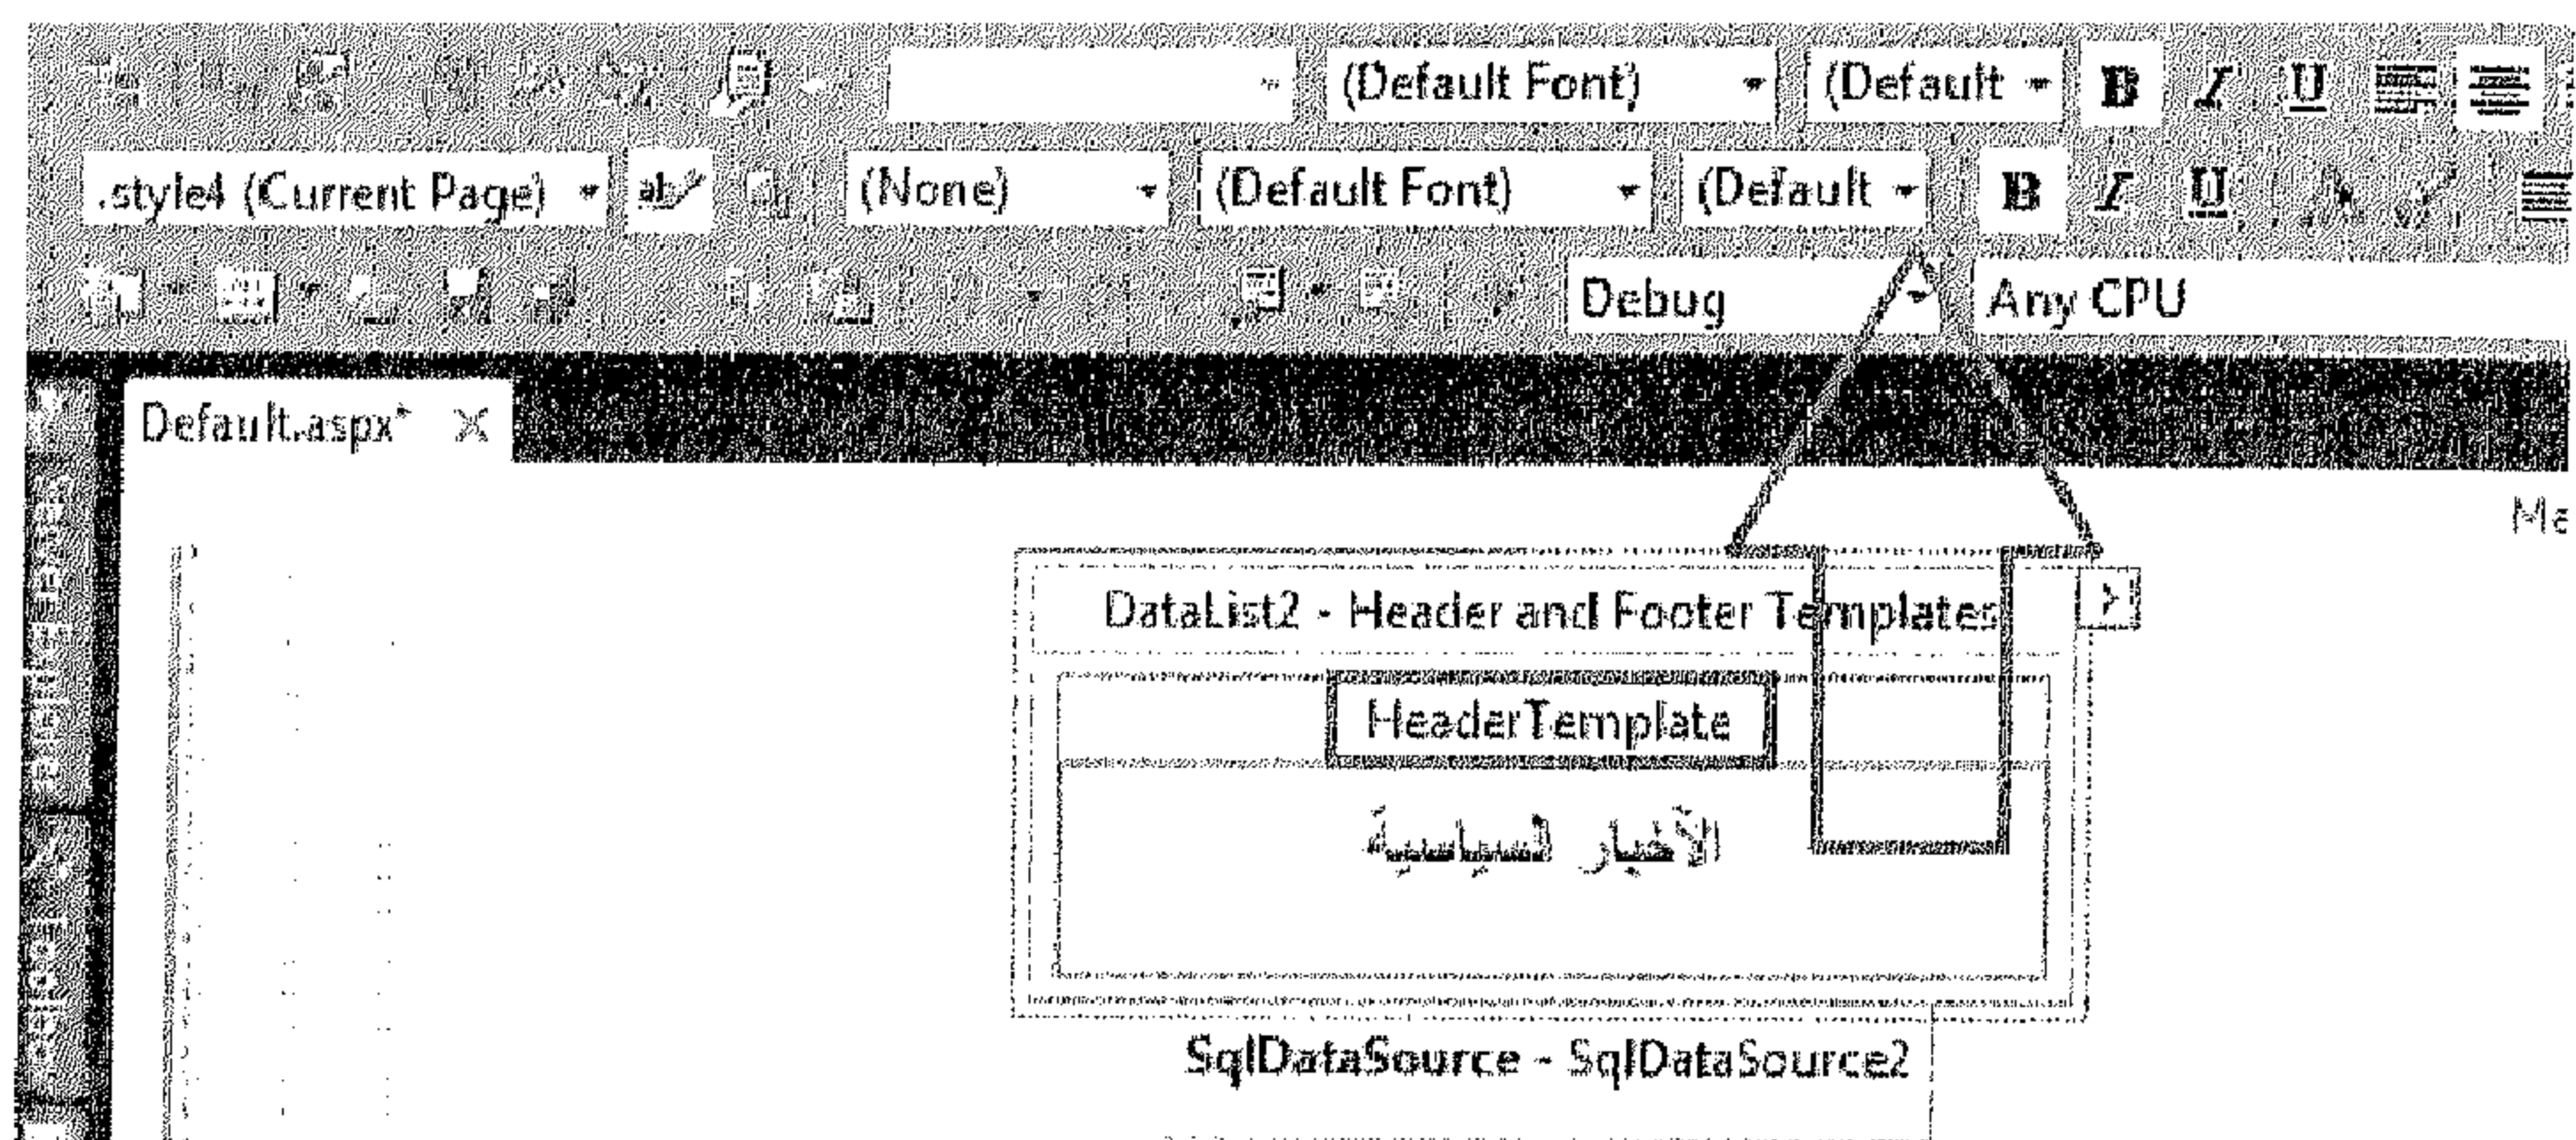 (Default Font) (Default B I U
.style4 (Current Page) (None) (Default Font) (Default B I U
Debug Any CPU
Default.aspx* X
DataList2 - Header and Footer Templates
HeaderTemplate
الأخبار السياسية
SqlDataSource - SqlDataSource2